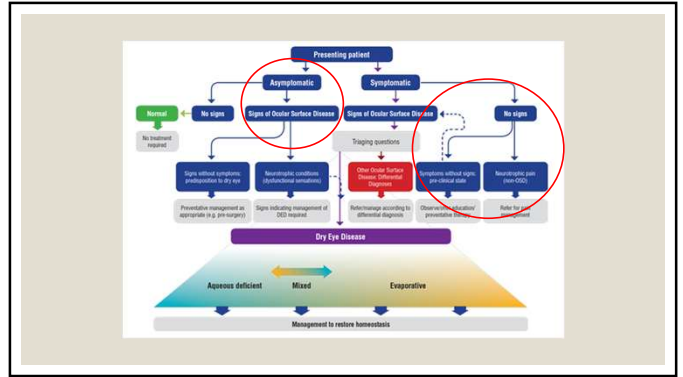 Presenting patient
Asymptomatic
Symptomatic
Normal
No signs
Signs of Ocular Surface Disease
Signs of Ocular Surface Disease
No signs
No treatment
required
Triaging questions
Signs without symptoms:
predisposition to dry eye
Neurotrophic conditions
(dysfunctional sensations)
Other Ocular Surface
Disease: Differential
Diagnoses
Symptoms without signs:
pre-clinical state
Neurotrophic pain
(non-OSD)
Preventative management as
appropriate (e.g. pre-surgery)
Signs indicating management of
DED required
Refer/manage according to
differential diagnosis
education/
preventative therapy
Refer for pain
management
Dry Eye Disease
Aqueous deficient
Mixed
Evaporative
Management to restore homeostasis